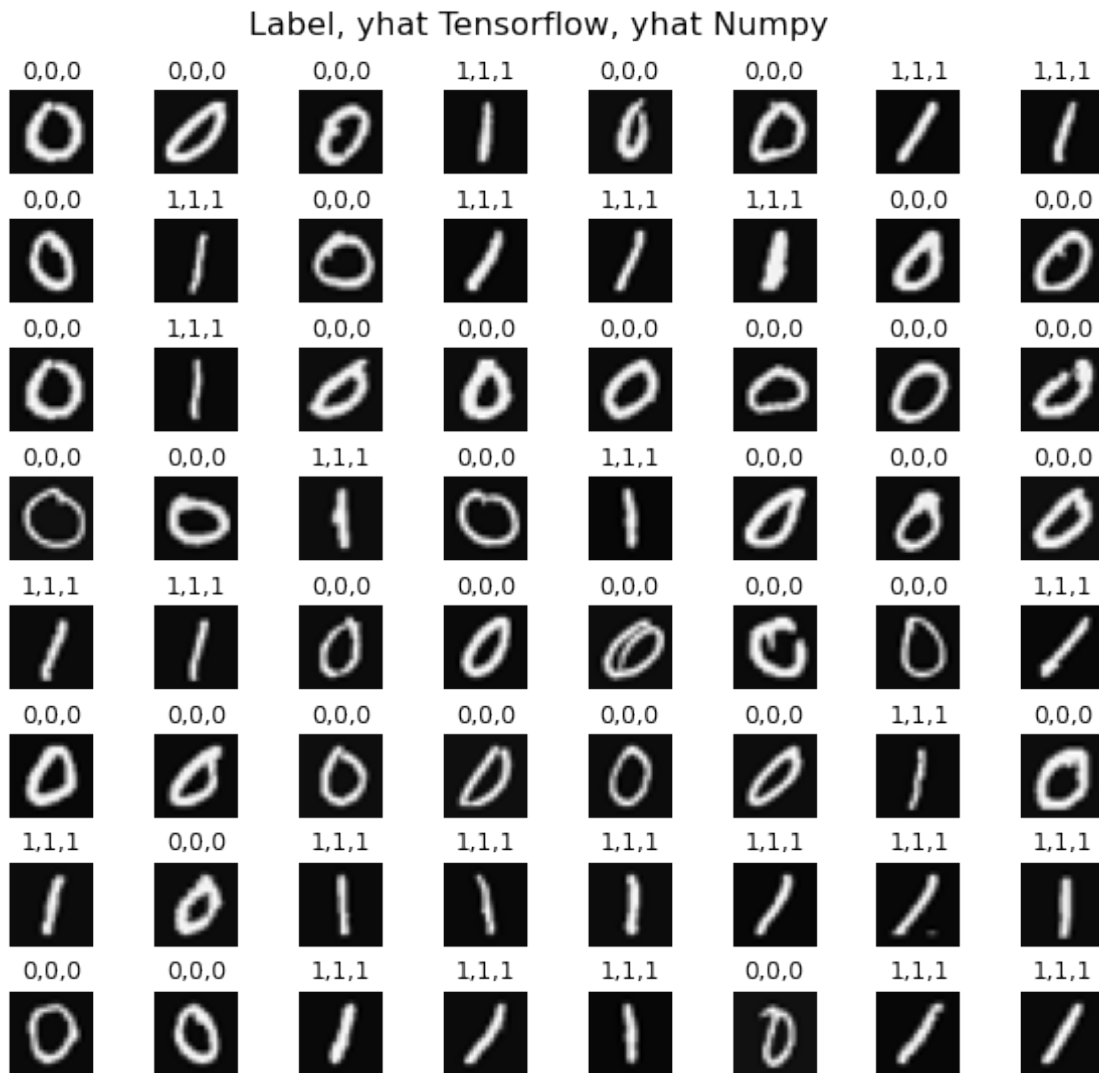 Label, yhat Tensorflow, yhat Numpy
0,0,0 0,0,0 0,0,0 1,1,1 0,0,0 0,0,0 1,1,1 1,1,1
0,0,0 1,1,1 0,0,0 1,1,1 1,1,1 1,1,1 0,0,0 0,0,0
0,0,0 1,1,1 0,0,0 0,0,0 0,0,0 0,0,0 0,0,0 0,0,0
0,0,0 0,0,0 1,1,1 0,0,0 1,1,1 0,0,0 0,0,0 0,0,0
1,1,1 1,1,1 0,0,0 0,0,0 0,0,0 0,0,0 0,0,0 1,1,1
0,0,0 0,0,0 0,0,0 0,0,0 0,0,0 0,0,0 1,1,1 0,0,0
1,1,1 0,0,0 1,1,1 1,1,1 1,1,1 1,1,1 1,1,1 1,1,1
0,0,0 0,0,0 1,1,1 1,1,1 1,1,1 0,0,0 1,1,1 1,1,1